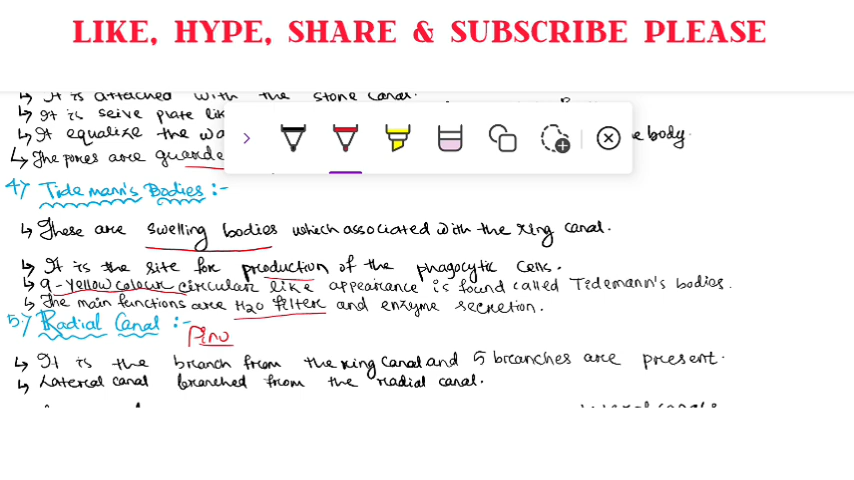 LIKE, HYPE, SHARE & SUBSCRIBE PLEASE
↳ It is attached with the stone canal.
↳ It is seive plate
↳ It equalize the the body.
↳ The pores are
4) Tidemann's Bodies :-
↳ These are swelling bodies which associated with the ring canal.
↳ It is the site for production of the phagocytic cells.
↳ a-yellow colour circular like appearance is found called Tidemann's bodies.
↳ The main functions are H2O filter and enzyme secretion.
5) Radial Canal :-
Pino
↳ It is the branch from the ring canal and 5 branches are present.
↳ Lateral canal branched from the radial canal.